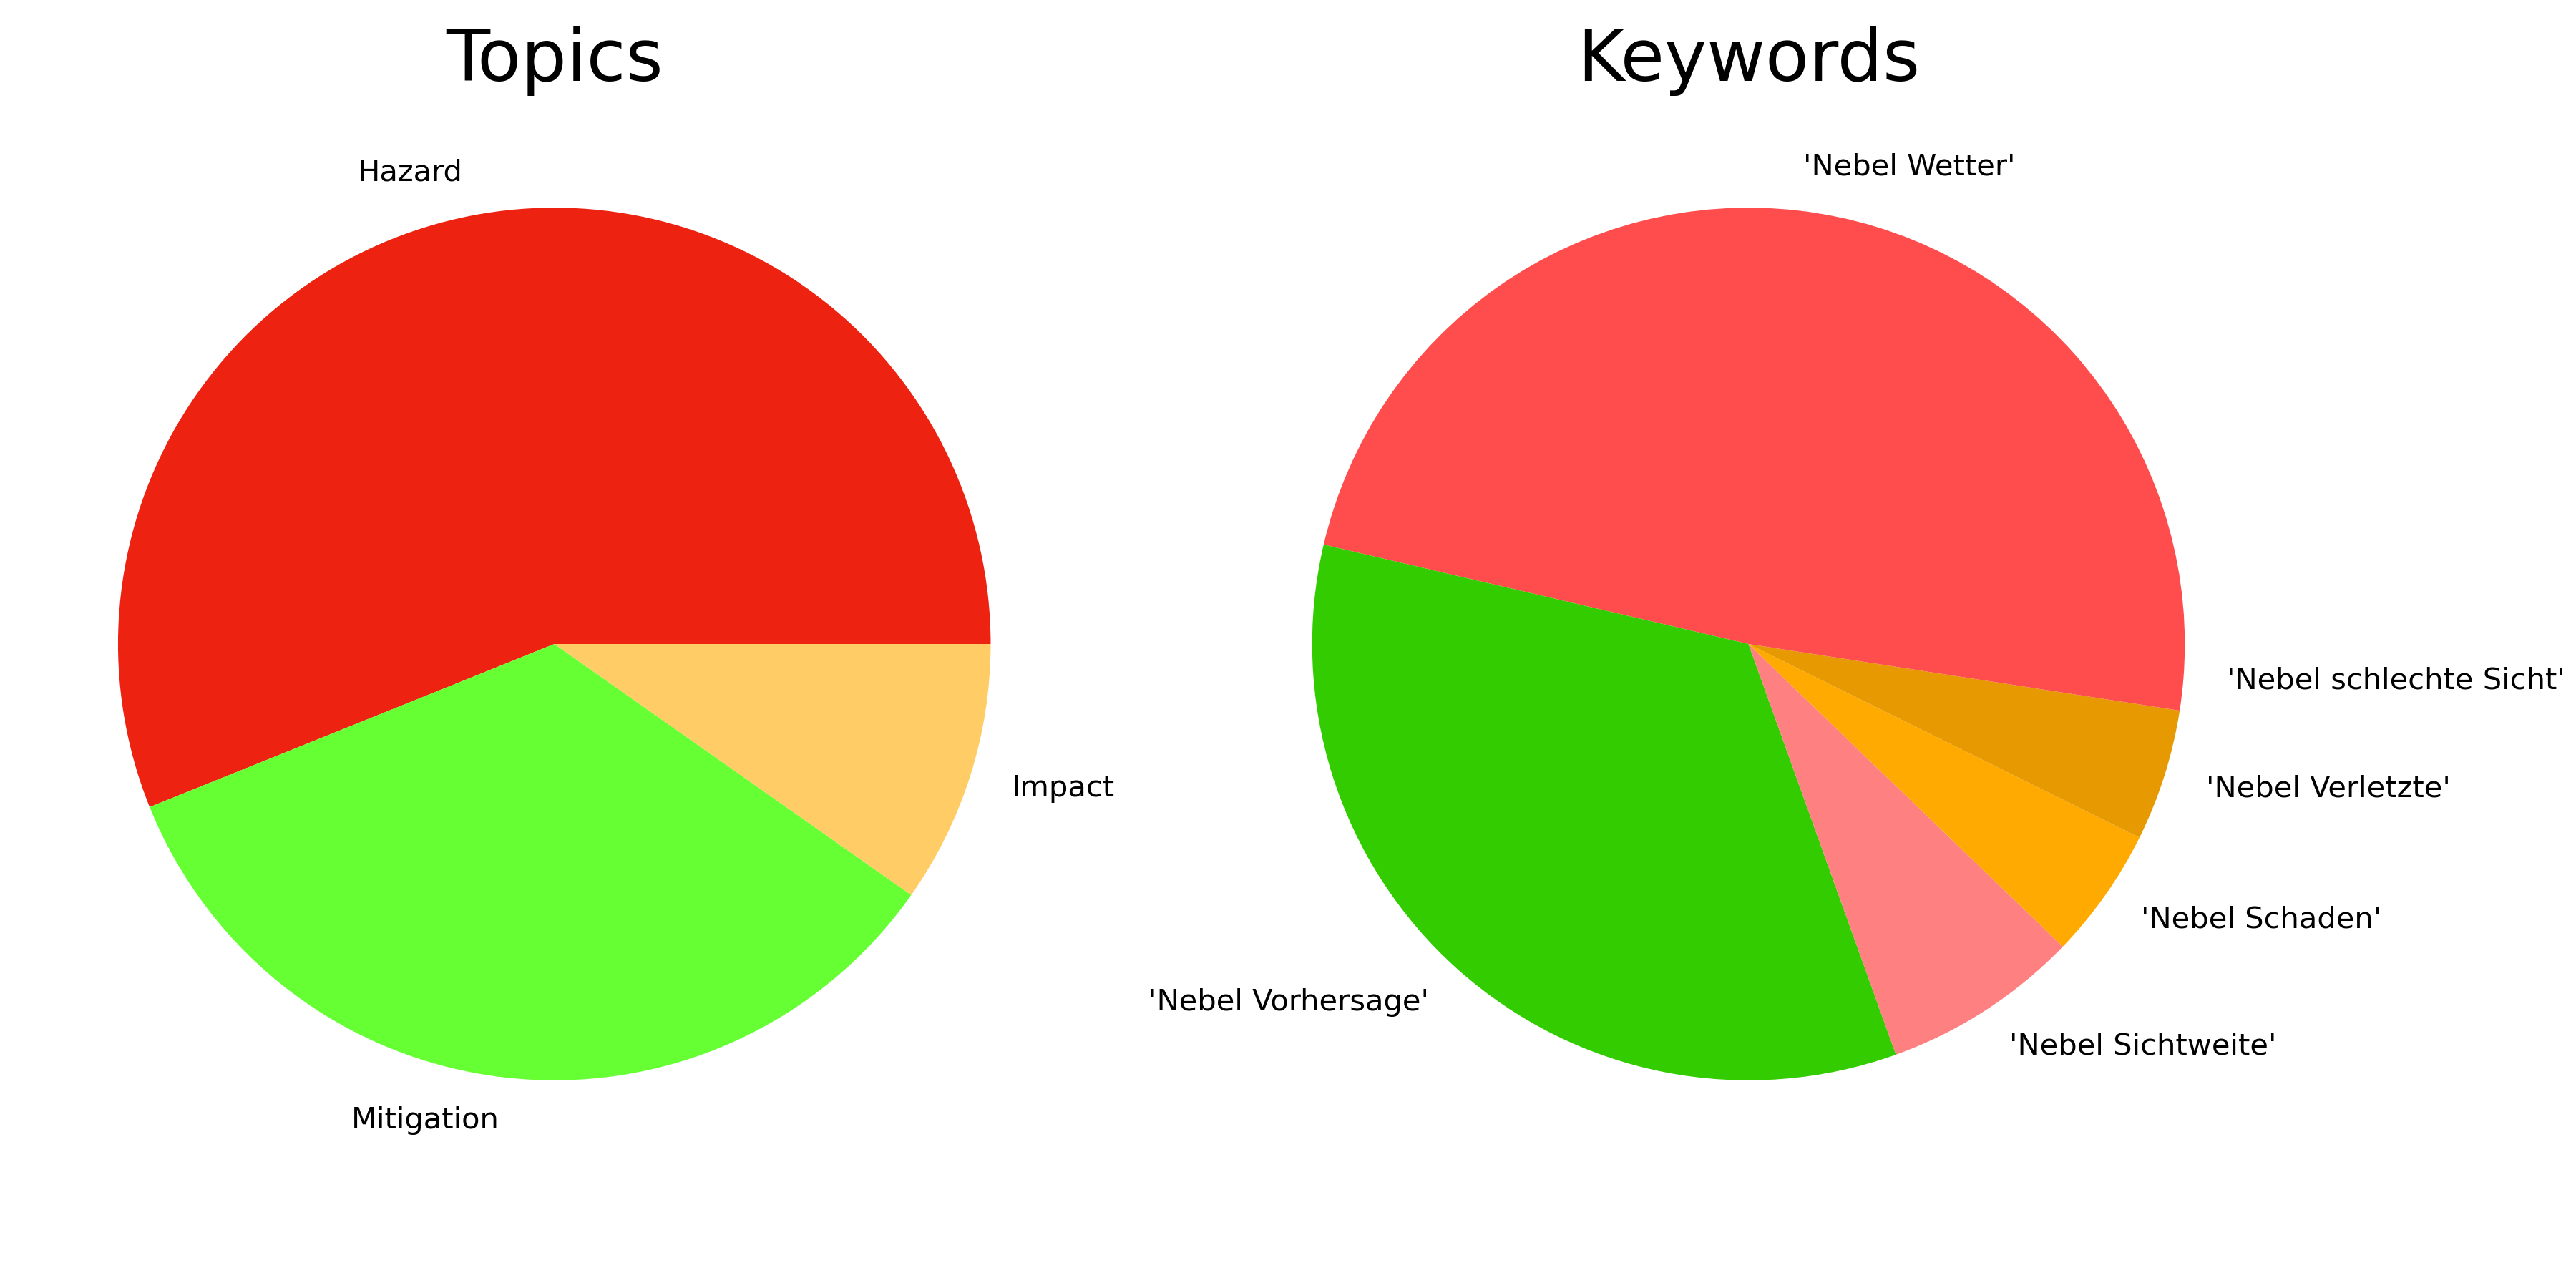 Topics
Hazard
Impact
Mitigation
Keywords
'Nebel Wetter'
'Nebel schlechte Sicht'
'Nebel Verletzte'
'Nebel Schaden'
'Nebel Vorhersage'
'Nebel Sichtweite'